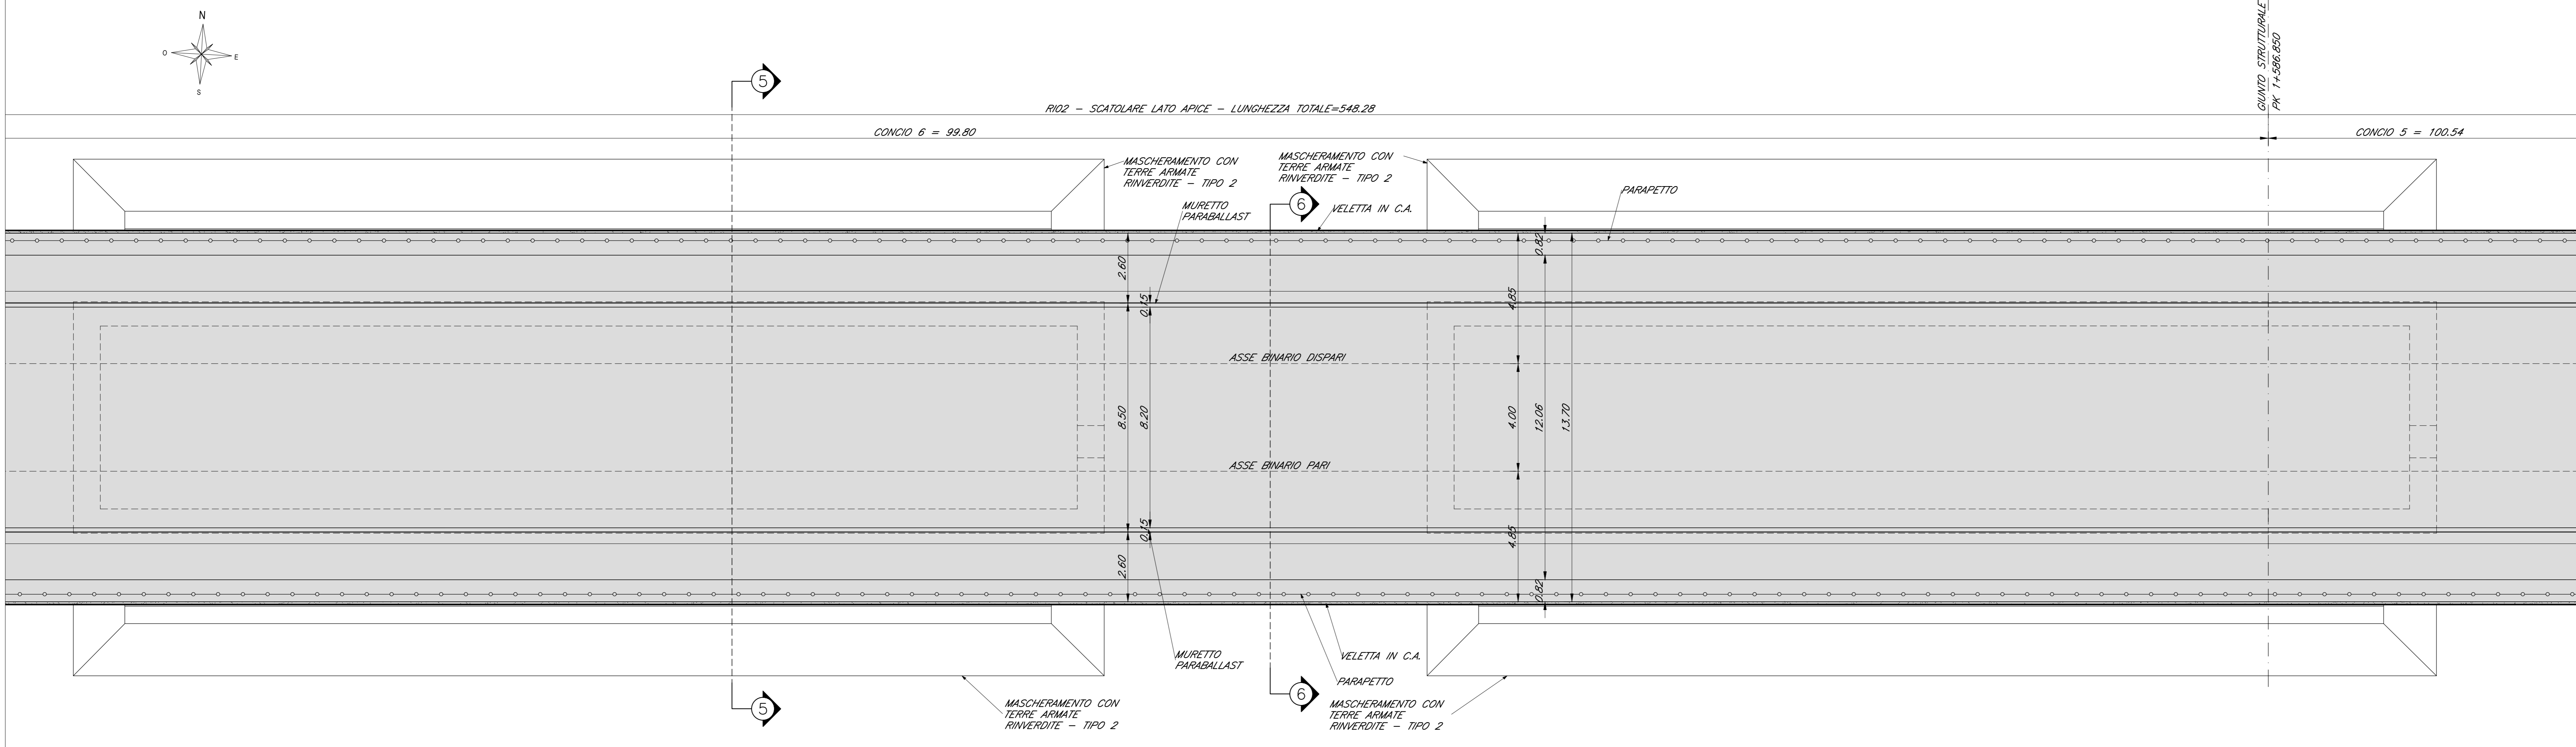 N
O
E
S
5
GIUNTO STRUTTURALE
PK 1+586.850
RI02 - SCATOLARE LATO APICE - LUNGHEZZA TOTALE=548.28
CONCIO 6 = 99.80
CONCIO 5 = 100.54
MASCHERAMENTO CON
TERRE ARMATE
RINVERDITE - TIPO 2
MASCHERAMENTO CON
TERRE ARMATE
RINVERDITE - TIPO 2
PARAPETTO
MURETTO
PARABALLAST
6
VELETTA IN C.A.
2.60
0.15
0.82
4.85
ASSE BINARIO DISPARI
8.50
8.20
4.00
12.06
13.70
ASSE BINARIO PARI
0.15
2.60
4.85
0.82
MURETTO
PARABALLAST
VELETTA IN C.A.
PARAPETTO
5
6
MASCHERAMENTO CON
TERRE ARMATE
RINVERDITE - TIPO 2
MASCHERAMENTO CON
TERRE ARMATE
RINVERDITE - TIPO 2